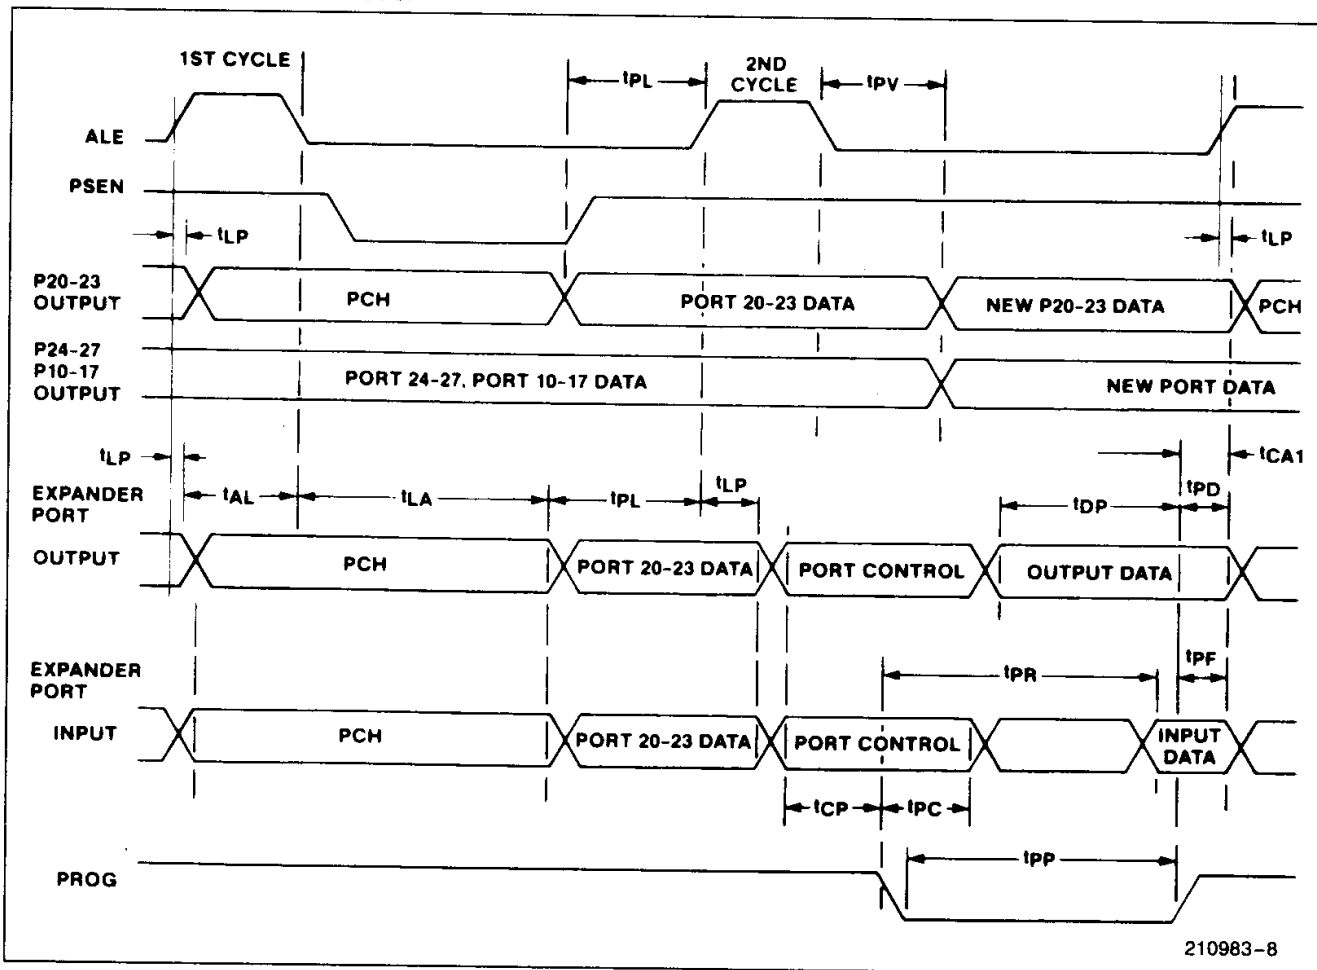 1ST CYCLE
2ND
CYCLE
tPL
tPV
ALE
PSEN
tLP
tLP
P20-23
OUTPUT
PCH
PORT 20-23 DATA
NEW P20-23 DATA
PCH
P24-27
P10-17
OUTPUT
PORT 24-27, PORT 10-17 DATA
NEW PORT DATA
tLP
tCA1
EXPANDER
PORT
OUTPUT
tAL
tLA
tPL
tLP
tDP
tPD
PCH
PORT 20-23 DATA
PORT CONTROL
OUTPUT DATA
EXPANDER
PORT
INPUT
tPR
tPF
PCH
PORT 20-23 DATA
PORT CONTROL
INPUT
DATA
tCP
tPC
tPP
PROG
210983-8